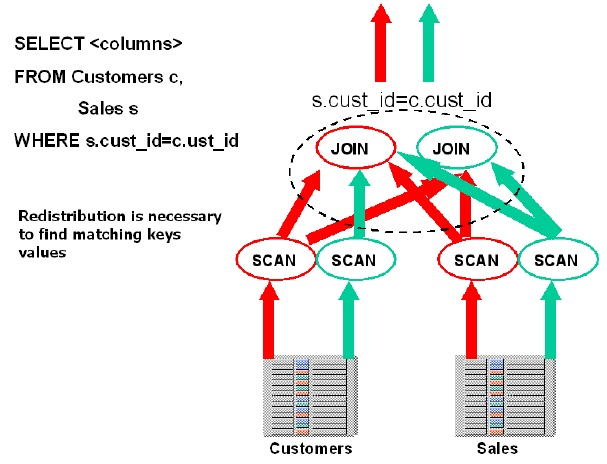 SELECT <columns>
FROM Customers c,
Sales s
WHERE s.cust_id=c.ust_id
s.cust_id=c.cust_id
JOIN
JOIN
Redistribution is necessary
to find matching keys
values
SCAN
SCAN
SCAN
SCAN
Customers
Sales